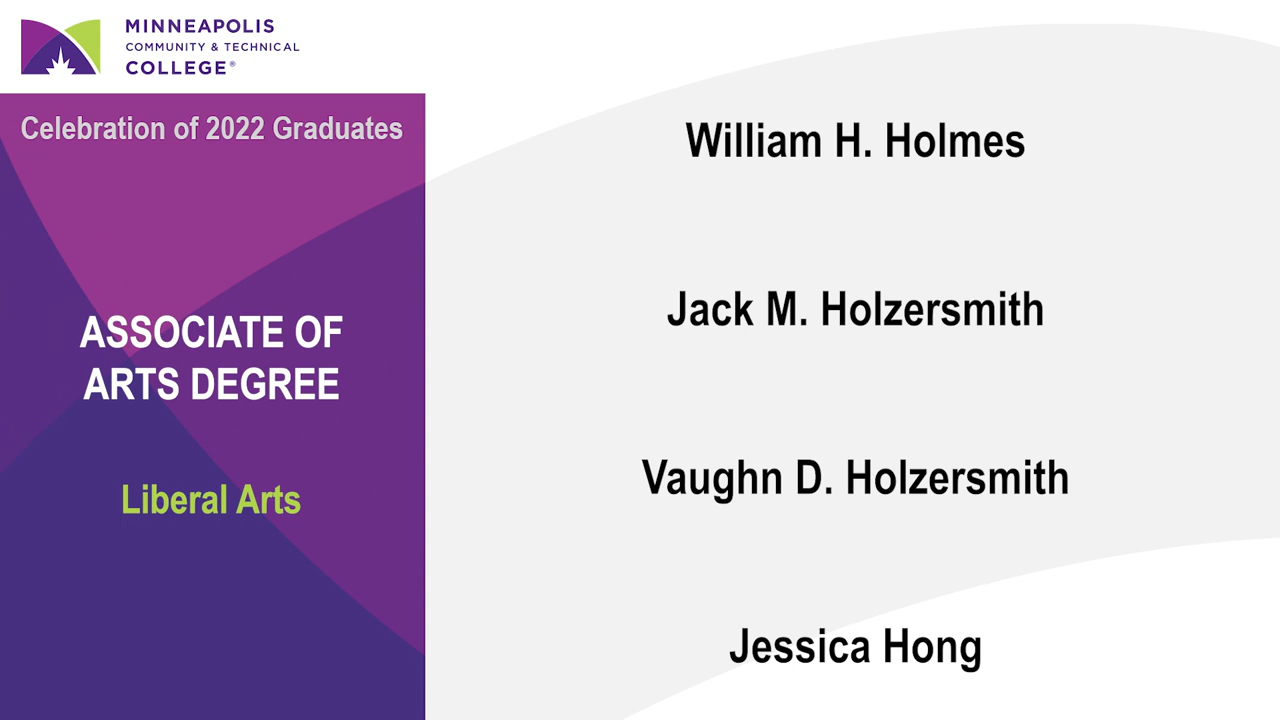 MINNEAPOLIS
COMMUNITY & TECHNICAL
COLLEGE®
Celebration of 2022 Graduates
ASSOCIATE OF
ARTS DEGREE
Liberal Arts
William H. Holmes
Jack M. Holzersmith
Vaughn D. Holzersmith
Jessica Hong